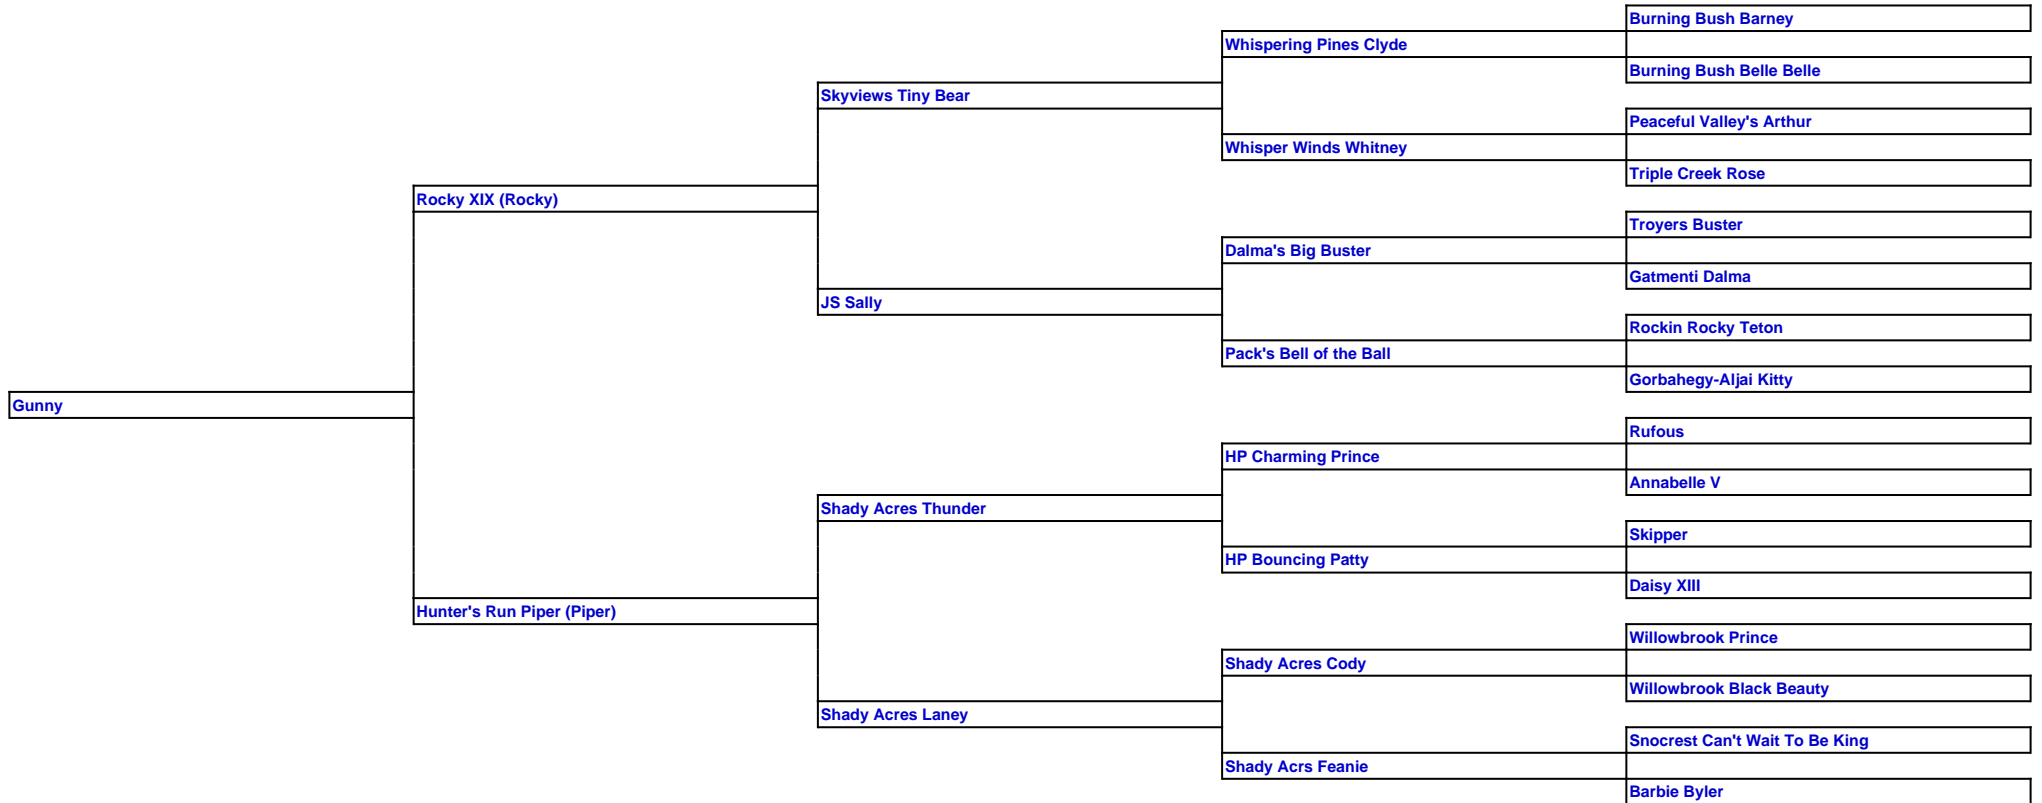 Burning Bush Barney
Whispering Pines Clyde
Burning Bush Belle Belle
Skyviews Tiny Bear
Peaceful Valley's Arthur
Whisper Winds Whitney
Triple Creek Rose
Rocky XIX (Rocky)
Troyers Buster
Dalma's Big Buster
Gatmenti Dalma
JS Sally
Rockin Rocky Teton
Pack's Bell of the Ball
Gorbahegy-Aljai Kitty
Gunny
Rufous
HP Charming Prince
Annabelle V
Shady Acres Thunder
Skipper
HP Bouncing Patty
Daisy XIII
Hunter's Run Piper (Piper)
Willowbrook Prince
Shady Acres Cody
Willowbrook Black Beauty
Shady Acres Laney
Snocrest Can't Wait To Be King
Shady Acrs Feanie
Barbie Byler